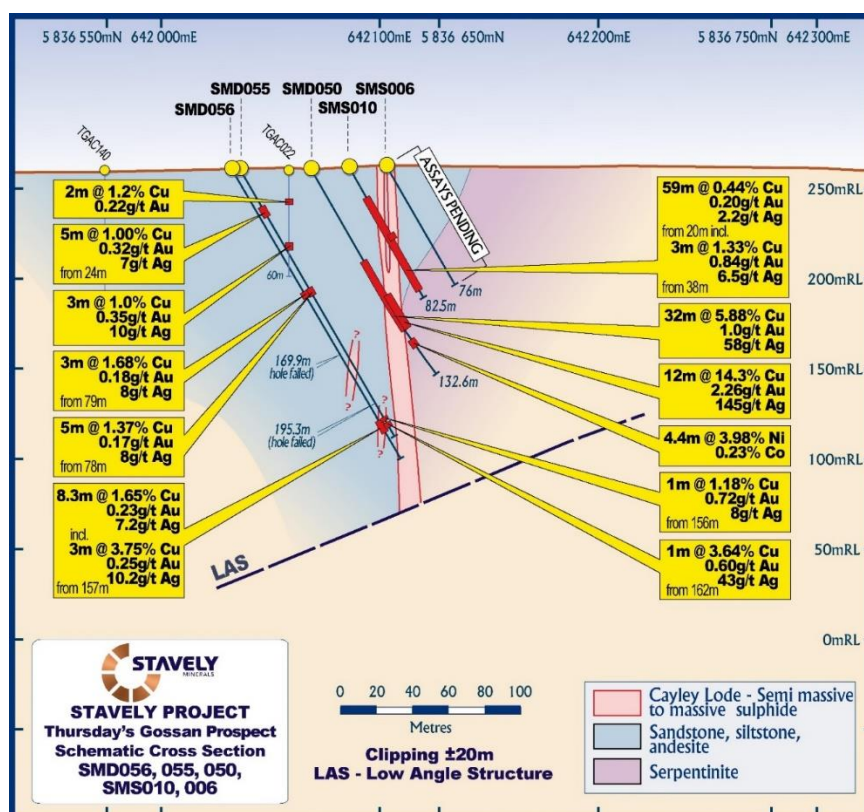 5 836 550mN
642 000mE
642 100mE
5 836 650mN
642 200mE
5 836 750mN
642 300mE
SMD055
SMD050
SMS006
SMD056
SMS010
TGAC140
TGAC022
ASSAYS PENDING
2m @ 1.2% Cu
0.22g/t Au
5m @ 1.00% Cu
0.32g/t Au
7g/t Ag
from 24m
3m @ 1.0% Cu
0.35g/t Au
10g/t Ag
3m @ 1.68% Cu
0.18g/t Au
8g/t Ag
from 79m
5m @ 1.37% Cu
0.17g/t Au
8g/t Ag
from 78m
8.3m @ 1.65% Cu
0.23g/t Au
7.2g/t Ag
incl.
3m @ 3.75% Cu
0.25g/t Au
10.2g/t Ag
from 157m
60m
169.9m
(hole failed)
195.3m
(hole failed)
?
?
?
?
76m
82.5m
132.6m
LAS
59m @ 0.44% Cu
0.20g/t Au
2.2g/t Ag
from 20m incl.
3m @ 1.33% Cu
0.84g/t Au
6.5g/t Ag
from 38m
32m @ 5.88% Cu
1.0g/t Au
58g/t Ag
12m @ 14.3% Cu
2.26g/t Au
145g/t Ag
4.4m @ 3.98% Ni
0.23% Co
1m @ 1.18% Cu
0.72g/t Au
8g/t Ag
from 156m
1m @ 3.64% Cu
0.60g/t Au
43g/t Ag
from 162m
250mRL
200mRL
150mRL
100mRL
50mRL
0mRL
STAVELY
MINERALS
STAVELY PROJECT
Thursday's Gossan Prospect
Schematic Cross Section
SMD056, 055, 050,
SMS010, 006
0 20 40 60 80 100
Metres
Clipping ±20m
LAS - Low Angle Structure
Cayley Lode - Semi massive
to massive sulphide
Sandstone, siltstone,
andesite
Serpentinite